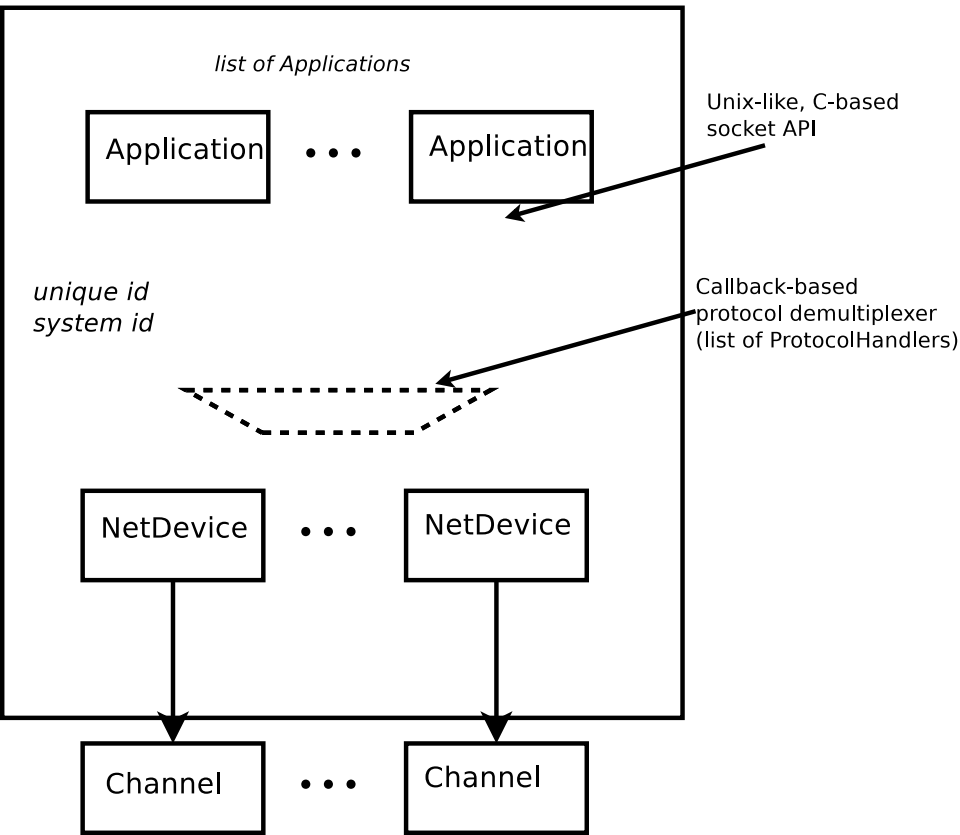 list of Applications
Unix-like, C-based
socket API
Application
Application
unique id
system id
Callback-based
protocol demultiplexer
(list of ProtocolHandlers)
NetDevice
NetDevice
Channel
Channel